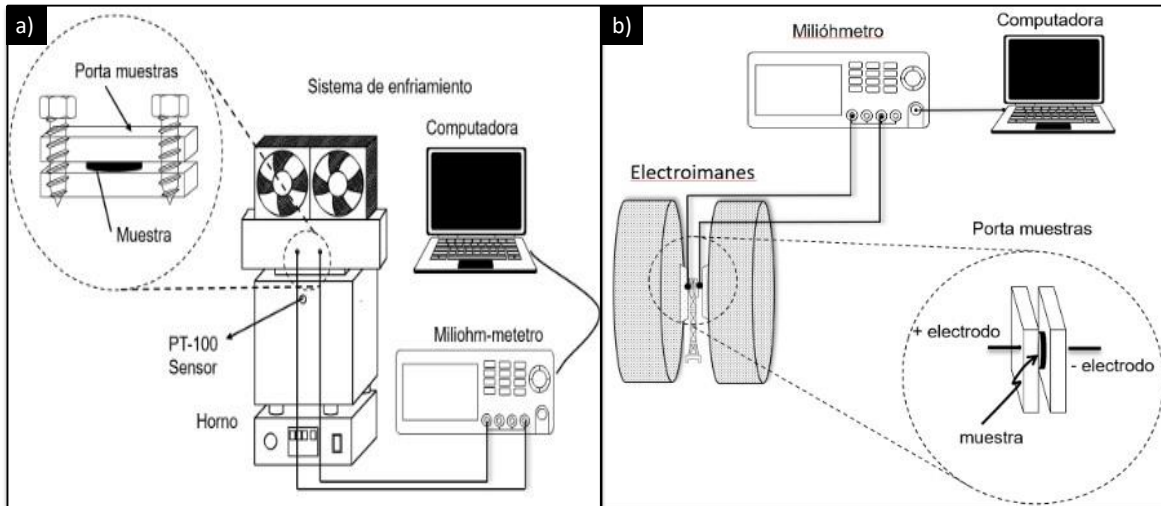 a)
Porta muestras
Muestra
Sistema de enfriamiento
Computadora
PT-100
Sensor
Miliohm-metetro
Horno
b)
Computadora
Milióhmetro
Electroimanes
Porta muestras
+ electrodo
- electrodo
muestra